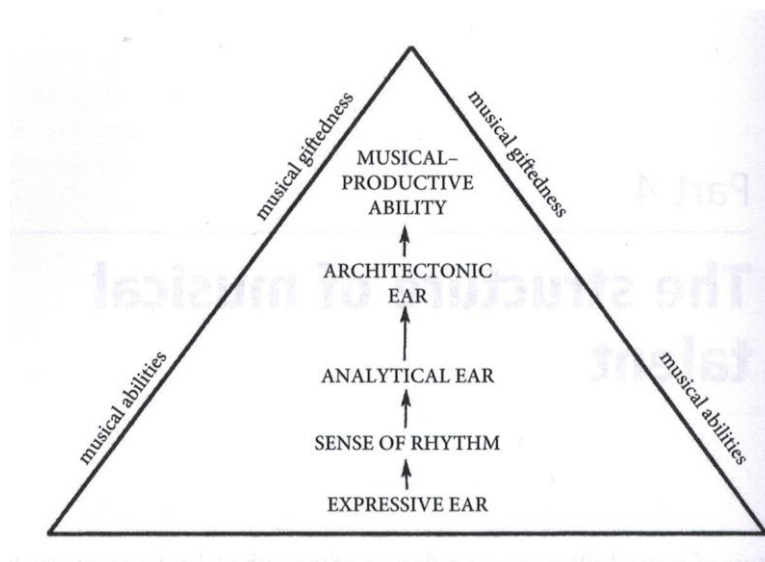 musical giftedness
musical giftedness
MUSICAL–
PRODUCTIVE
ABILITY
Part 4
ARCHITECTONIC
EAR
The structure of musical
talent
musical abilities
musical abilities
ANALYTICAL EAR
SENSE OF RHYTHM
EXPRESSIVE EAR